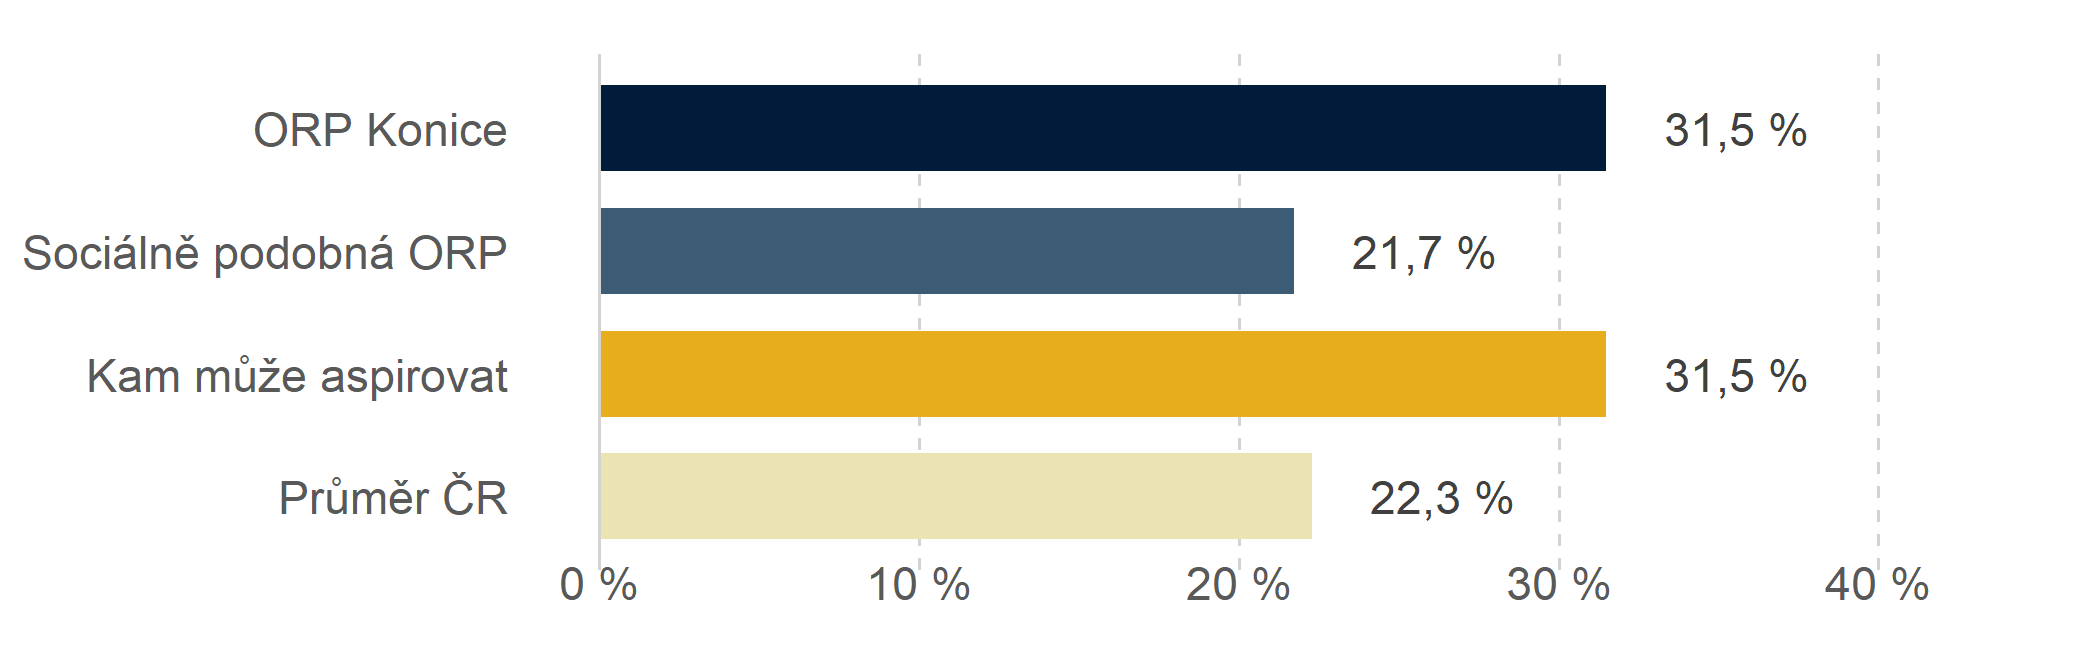 ORP Konice
31,5 %
Sociálně podobná ORP
21,7 %
Kam může aspirovat
31,5 %
Průměr ČR
22,3 %
0 %
10 %
20 %
30 %
40 %